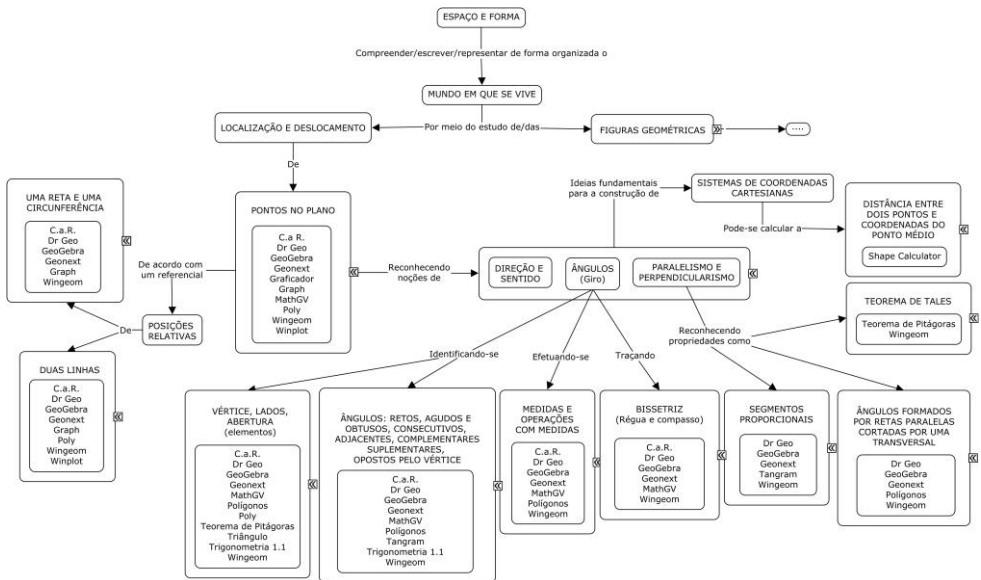 ESPAÇO E FORMA
Compreender/escrever/representar de forma organizada o
MUNDO EM QUE SE VIVE
LOCALIZAÇÃO E DESLOCAMENTO
Por meio do estudo de/das
FIGURAS GEOMÉTRICAS
....
De
UMA RETA E UMA
CIRCUNFERÊNCIA
C.a.R.
Dr Geo
GeoGebra
Geonext
Graph
Wingeom
De acordo com
um referencial
PONTOS NO PLANO
C.a R.
Dr Geo
GeoGebra
Geonext
Graficador
Graph
MathGV
Poly
Wingeom
Winplot
Reconhecendo
noções de
Ideias fundamentais
para a construção de
SISTEMAS DE COORDENADAS
CARTESIANAS
Pode-se calcular a
DISTÂNCIA ENTRE
DOIS PONTOS E
COORDENADAS DO
PONTO MÉDIO
Shape Calculator
DIREÇÃO E
SENTIDO
ÂNGULOS
(Giro)
PARALELISMO E
PERPENDICULARISMO
De
POSIÇÕES
RELATIVAS
Reconhecendo
propriedades como
TEOREMA DE TALES
Teorema de Pitágoras
Wingeom
DUAS LINHAS
C.a.R.
Dr Geo
GeoGebra
Geonext
Graph
Poly
Wingeom
Winplot
Identificando-se
Efetuando-se
Traçando
VÉRTICE, LADOS,
ABERTURA
(elementos)
C.a.R.
Dr Geo
GeoGebra
Geonext
MathGV
Polígonos
Poly
Teorema de Pitágoras
Triângulo
Trigonometria 1.1
Wingeom
ÂNGULOS: RETOS, AGUDOS E
OBTUSOS, CONSECUTIVOS,
ADJACENTES, COMPLEMENTARES
SUPLEMENTARES,
OPOSTOS PELO VÉRTICE
C.a.R.
Dr Geo
GeoGebra
Geonext
MathGV
Polígonos
Tangram
Trigonometria 1.1
Wingeom
MEDIDAS E
OPERAÇÕES
COM MEDIDAS
C.a.R.
Dr Geo
GeoGebra
Geonext
MathGV
Polígonos
Wingeom
BISSETRIZ
(Régua e compasso)
C.a.R.
Dr Geo
GeoGebra
Geonext
MathGV
Wingeom
SEGMENTOS
PROPORCIONAIS
Dr Geo
GeoGebra
Geonext
Tangram
Wingeom
ÂNGULOS FORMADOS
POR RETAS PARALELAS
CORTADAS POR UMA
TRANSVERSAL
Dr Geo
GeoGebra
Geonext
Polígonos
Wingeom